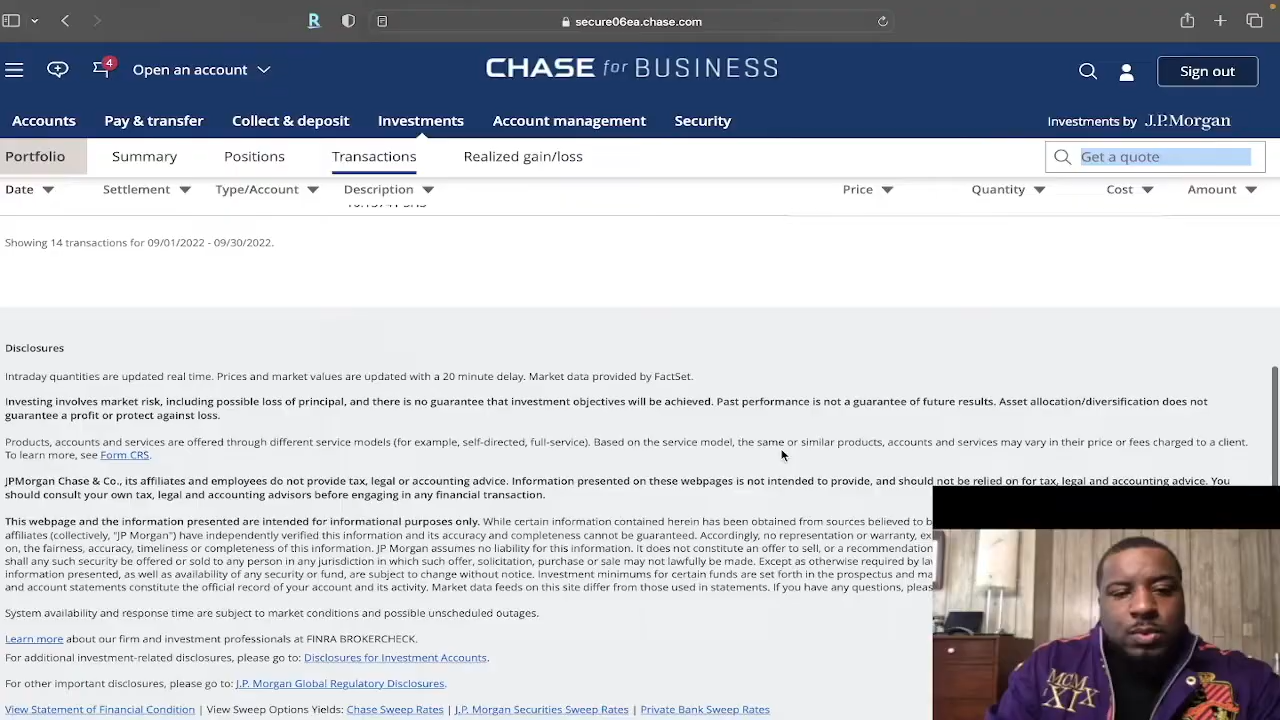 secure06ea.chase.com
4
Open an account
CHASE for BUSINESS
Sign out
Accounts
Pay & transfer
Collect & deposit
Investments
Account management
Security
Investments by J.P.Morgan
Portfolio
Summary
Positions
Transactions
Realized gain/loss
Get a quote
Date
Settlement
Type/Account
Description
Price
Quantity
Cost
Amount
Showing 14 transactions for 09/01/2022 - 09/30/2022.
Disclosures
Intraday quantities are updated real time. Prices and market values are updated with a 20 minute delay. Market data provided by FactSet.
Investing involves market risk, including possible loss of principal, and there is no guarantee that investment objectives will be achieved. Past performance is not a guarantee of future results. Asset allocation/diversification does not
guarantee a profit or protect against loss.
Products, accounts and services are offered through different service models (for example, self-directed, full-service). Based on the service model, the same or similar products, accounts and services may vary in their price or fees charged to a client.
To learn more, see Form CRS.
JPMorgan Chase & Co., its affiliates and employees do not provide tax, legal or accounting advice. Information presented on these webpages is not intended to provide, and should not be relied on for tax, legal and accounting advice. You
should consult your own tax, legal and accounting advisors before engaging in any financial transaction.
This webpage and the information presented are intended for informational purposes only. While certain information contained herein has been obtained from sources believed to b
affiliates (collectively, "JP Morgan") have independently verified this information and its accuracy and completeness cannot be guaranteed. Accordingly, no representation or warranty, ex
on, the fairness, accuracy, timeliness or completeness of this information. JP Morgan assumes no liability for this information. It does not constitute an offer to sell, or a recommendation
shall any such security be offered or sold to any person in any jurisdiction in which such offer, solicitation, purchase or sale may not lawfully be made. Except as otherwise required by law
information presented, as well as availability of any security or fund, are subject to change without notice. Investment minimums for certain funds are set forth in the prospectus and ma
and account statements constitute the official record of your account and its activity. Market data feeds on this site differ from those used in statements. If you have any questions, pleas
System availability and response time are subject to market conditions and possible unscheduled outages.
Learn more about our firm and investment professionals at FINRA BROKERCHECK.
For additional investment-related disclosures, please go to: Disclosures for Investment Accounts.
For other important disclosures, please go to: J.P. Morgan Global Regulatory Disclosures.
View Statement of Financial Condition | View Sweep Options Yields: Chase Sweep Rates | J.P. Morgan Securities Sweep Rates | Private Bank Sweep Rates
MCM
XIX